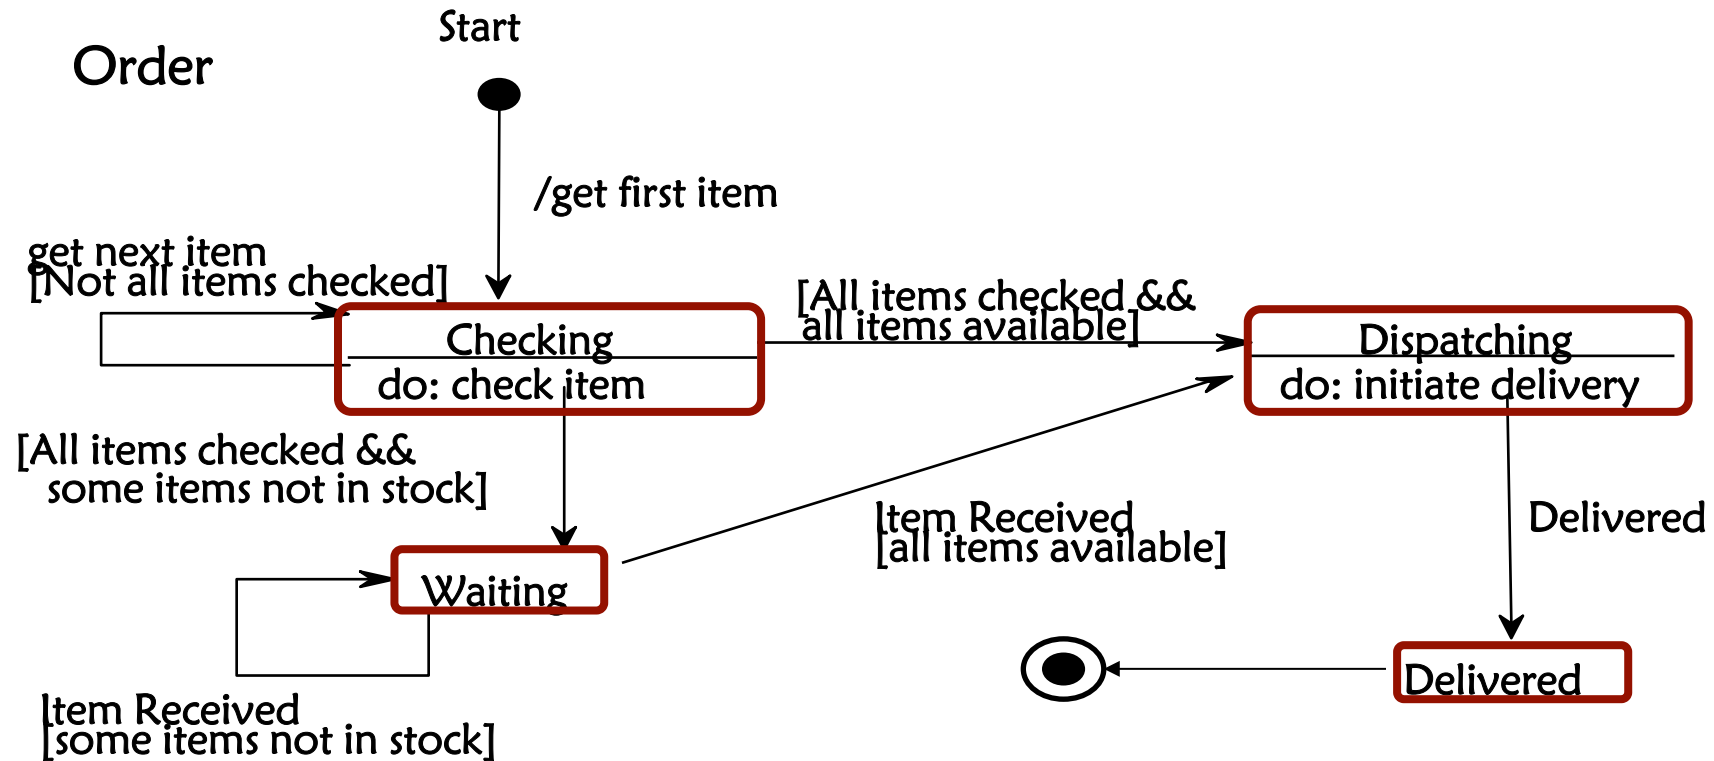 Start
Order
/get first item
get next item
[Not all items checked]
[All items checked &&
all items available]
Checking
do: check item
Dispatching
do: initiate delivery
[All items checked &&
some items not in stock]
Item Received
[all items available]
Delivered
Waiting
Delivered
Item Received
[some items not in stock]